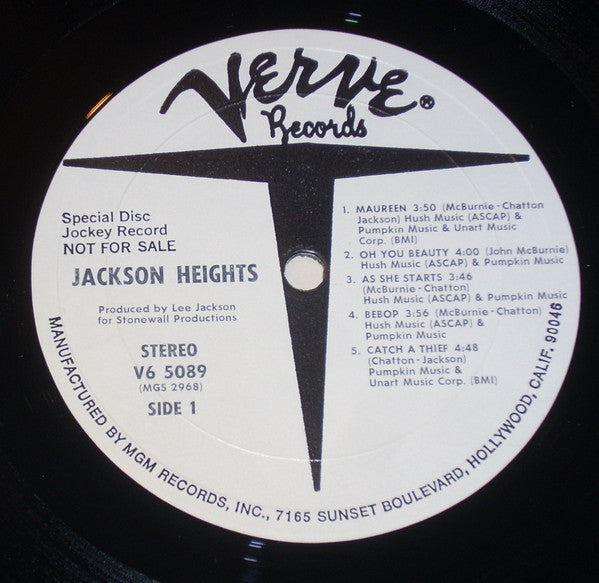 Verve®
Records
Special Disc
Jockey Record
NOT FOR SALE
JACKSON HEIGHTS
Produced by Lee Jackson
for Stonewall Productions
STEREO
V6 5089
(MGS 2968)
SIDE 1
1. MAUREEN 3:50 (McBurnie-Chatton
Jackson) Hush Music (ASCAP) &
Pumpkin Music & Unart Music
Corp. (BMI)
2. OH YOU BEAUTY 4:00 (John McBurnie)
Hush Music (ASCAP) & Pumpkin Music
3. AS SHE STARTS 3:46
(McBurnie-Chatton)
Hush Music (ASCAP) & Pumpkin Music
4. BEBOP 3:56 (McBurnie-Chatton)
Hush Music (ASCAP) &
Pumpkin Music
5. CATCH A THIEF 4:48
(Chatton-Jackson)
Pumpkin Music &
Unart Music Corp. (BMI)
MANUFACTURED BY MGM RECORDS, INC., 7165 SUNSET BOULEVARD, HOLLYWOOD, CALIF. 90046